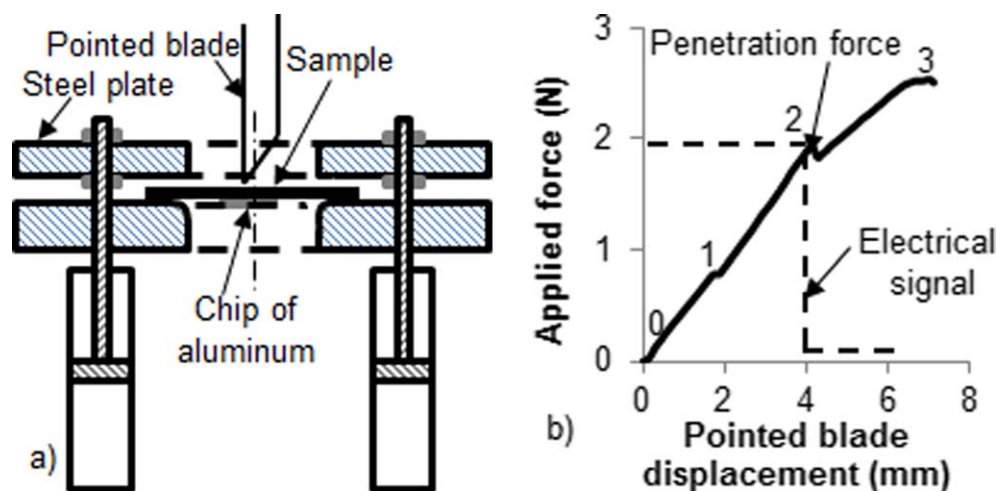 Pointed blade
Steel plate
Sample
Chip of
aluminum
a)
3
2
1
0
Applied force (N)
Penetration force
3
2
1
0
Electrical
signal
0
2
4
6
8
b)
Pointed blade
displacement (mm)